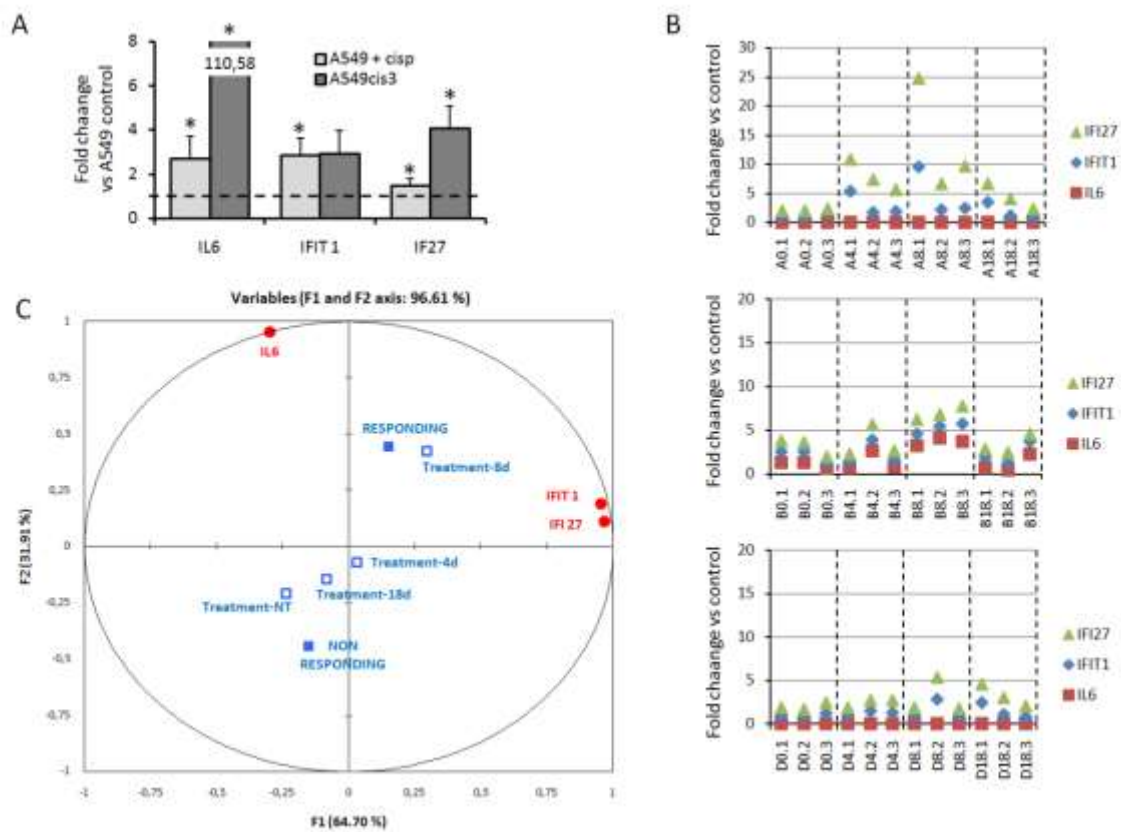 A
Fold chaange
vs A549 control
8
6
4
2
0
*
110,58
*
*
*
*
A549 + cisp
A549cis3
IL6
IFIT 1
IF27
B
Fold chaange vs control
30
25
20
15
10
5
0
IFI27
IFIT1
IL6
A0.1
A0.2
A0.3
A4.1
A4.2
A4.3
A8.1
A8.2
A8.3
A18.1
A18.2
A18.3
Fold chaange vs control
20
15
10
5
0
IFI27
IFIT1
IL6
B0.1
B0.2
B0.3
B4.1
B4.2
B4.3
B8.1
B8.2
B8.3
B18.1
B18.2
B18.3
Fold chaange vs control
20
15
10
5
0
IFI27
IFIT1
IL6
D0.1
D0.2
D0.3
D4.1
D4.2
D4.3
D8.1
D8.2
D8.3
D18.1
D18.2
D18.3
C
Variables (F1 and F2 axis: 96.61 %)
F2 (31.91 %)
1
0,75
0,5
0,25
0
-0,25
-0,5
-0,75
-1
IL6
RESPONDING
Treatment-8d
IFIT 1
IFI 27
Treatment-4d
Treatment-18d
Treatment-NT
NON
RESPONDING
-1
-0,75
-0,5
-0,25
0
0,25
0,5
0,75
1
F1 (64.70 %)